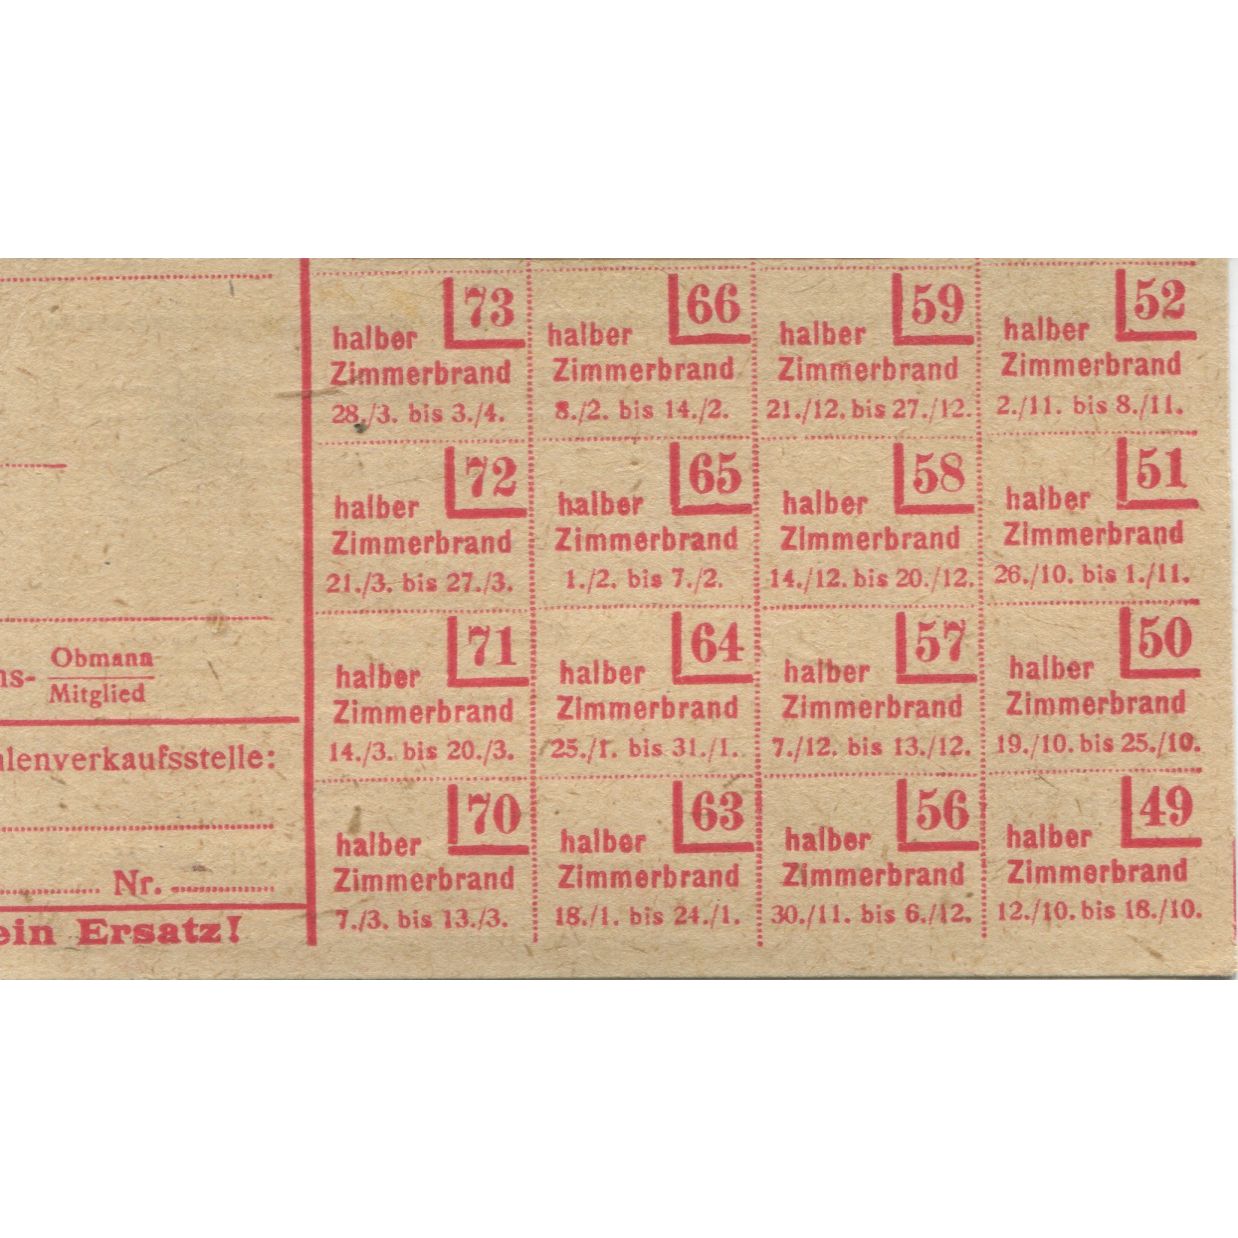 ns- Obmann
Mitglied
hlenverkaufsstelle:
Nr.
ein Ersatz!
73
halber
Zimmerbrand
28./3. bis 3./4.
66
halber
Zimmerbrand
8./2. bis 14./2.
59
halber
Zimmerbrand
21./12. bis 27./12.
52
halber
Zimmerbrand
2./11. bis 8./11.
72
halber
Zimmerbrand
21./3. bis 27./3.
65
halber
Zimmerbrand
1./2. bis 7./2.
58
halber
Zimmerbrand
14./12. bis 20./12.
51
halber
Zimmerbrand
26./10. bis 1./11.
71
halber
Zimmerbrand
14./3. bis 20./3.
64
halber
Zimmerbrand
25./1. bis 31./1.
57
halber
Zimmerbrand
7./12. bis 13./12.
50
halber
Zimmerbrand
19./10. bis 25./10.
70
halber
Zimmerbrand
7./3. bis 13./3.
63
halber
Zimmerbrand
18./1. bis 24./1.
56
halber
Zimmerbrand
30./11. bis 6./12.
49
halber
Zimmerbrand
12./10. bis 18./10.